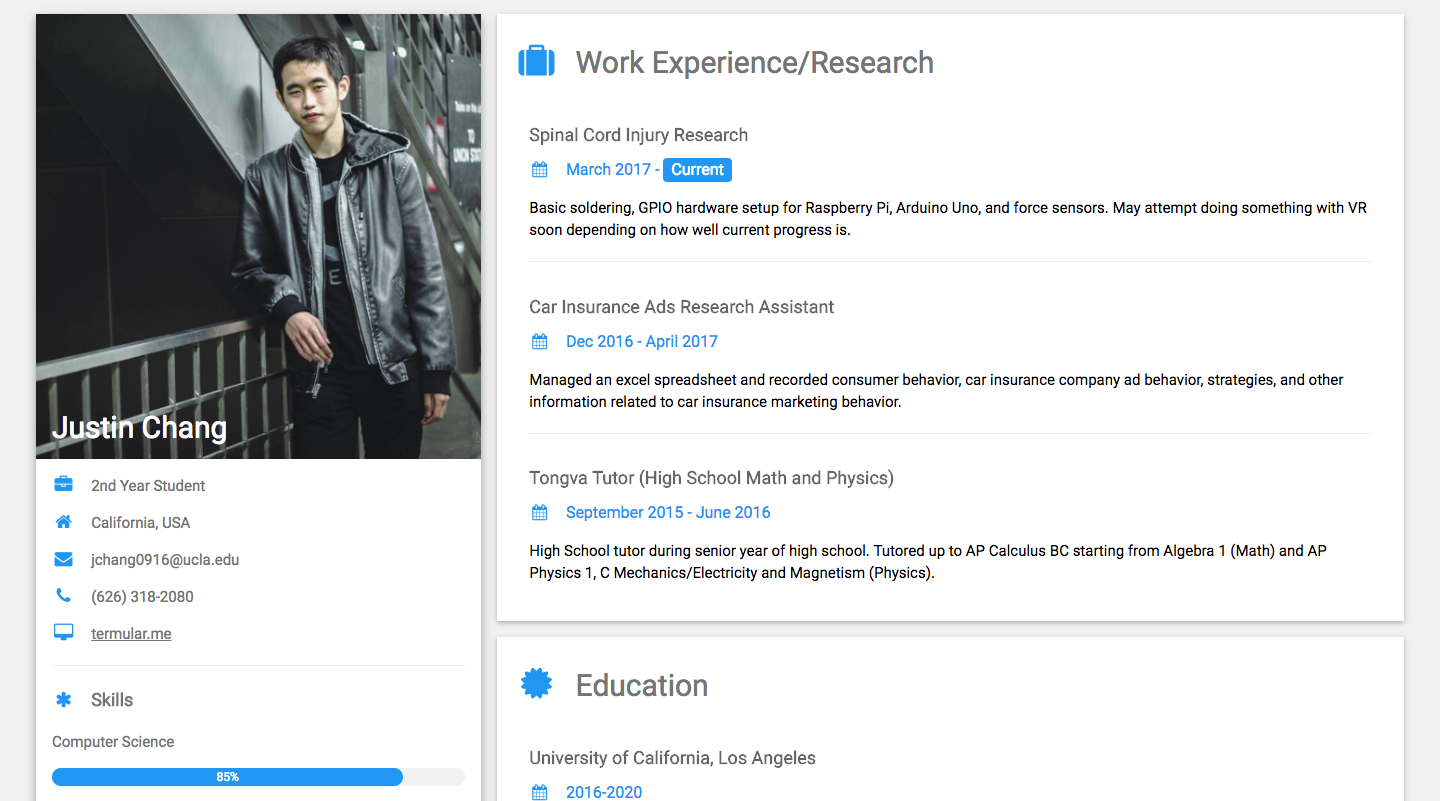 Justin Chang
2nd Year Student
California, USA
jchang0916@ucla.edu
(626) 318-2080
termular.me
Skills
Computer Science
85%
Work Experience/Research
Spinal Cord Injury Research
March 2017 - Current
Basic soldering, GPIO hardware setup for Raspberry Pi, Arduino Uno, and force sensors. May attempt doing something with VR
soon depending on how well current progress is.
Car Insurance Ads Research Assistant
Dec 2016 - April 2017
Managed an excel spreadsheet and recorded consumer behavior, car insurance company ad behavior, strategies, and other
information related to car insurance marketing behavior.
Tongva Tutor (High School Math and Physics)
September 2015 - June 2016
High School tutor during senior year of high school. Tutored up to AP Calculus BC starting from Algebra 1 (Math) and AP
Physics 1, C Mechanics/Electricity and Magnetism (Physics).
Education
University of California, Los Angeles
2016-2020